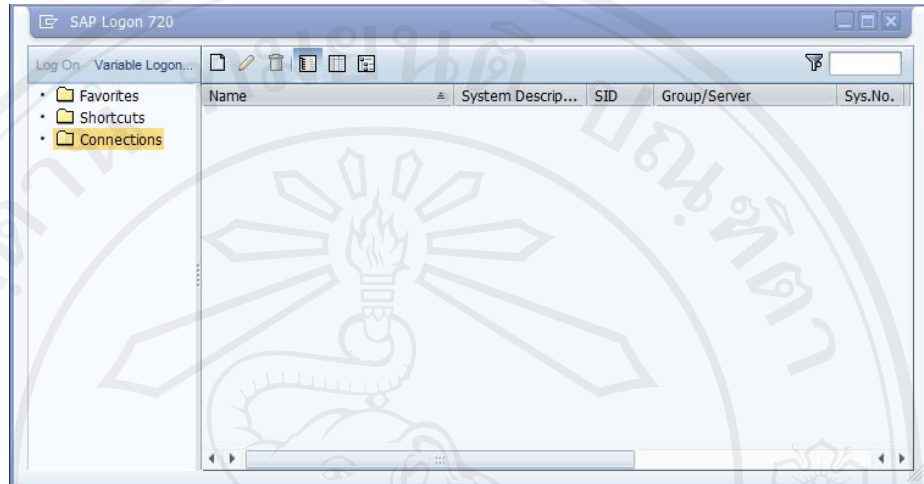 SAP Logon 720
Log On Variable Logon...
Favorites
Shortcuts
Connections
Name System Descrip... SID Group/Server Sys.No.